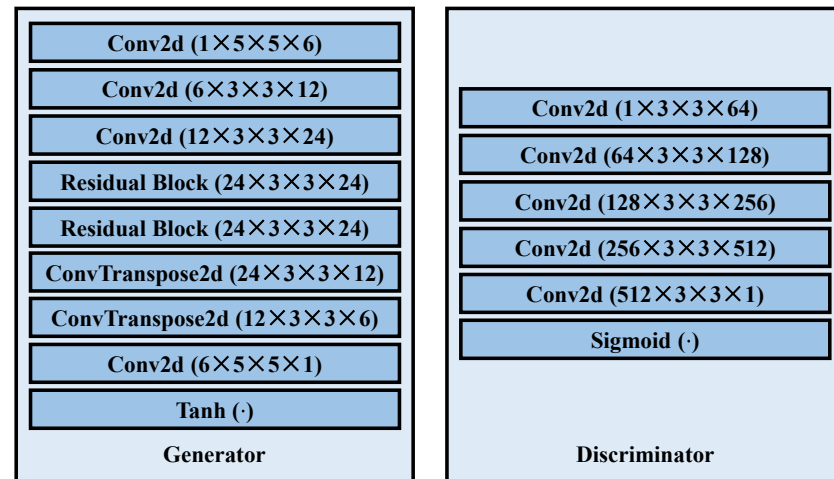 Conv2d (1×5×5×6)
Conv2d (6×3×3×12)
Conv2d (12×3×3×24)
Residual Block (24×3×3×24)
Residual Block (24×3×3×24)
ConvTranspose2d (24×3×3×12)
ConvTranspose2d (12×3×3×6)
Conv2d (6×5×5×1)
Tanh (·)
Generator
Conv2d (1×3×3×64)
Conv2d (64×3×3×128)
Conv2d (128×3×3×256)
Conv2d (256×3×3×512)
Conv2d (512×3×3×1)
Sigmoid (·)
Discriminator